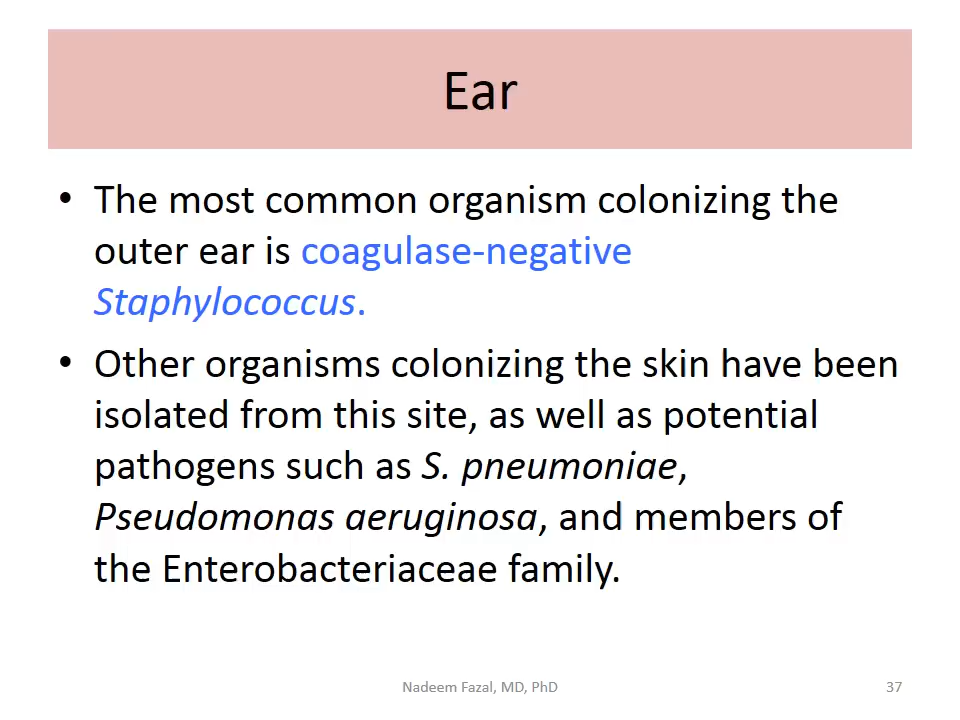 Ear
• The most common organism colonizing the
outer ear is coagulase-negative
Staphylococcus.
• Other organisms colonizing the skin have been
isolated from this site, as well as potential
pathogens such as S. pneumoniae,
Pseudomonas aeruginosa, and members of
the Enterobacteriaceae family.
Nadeem Fazal, MD, PhD
37